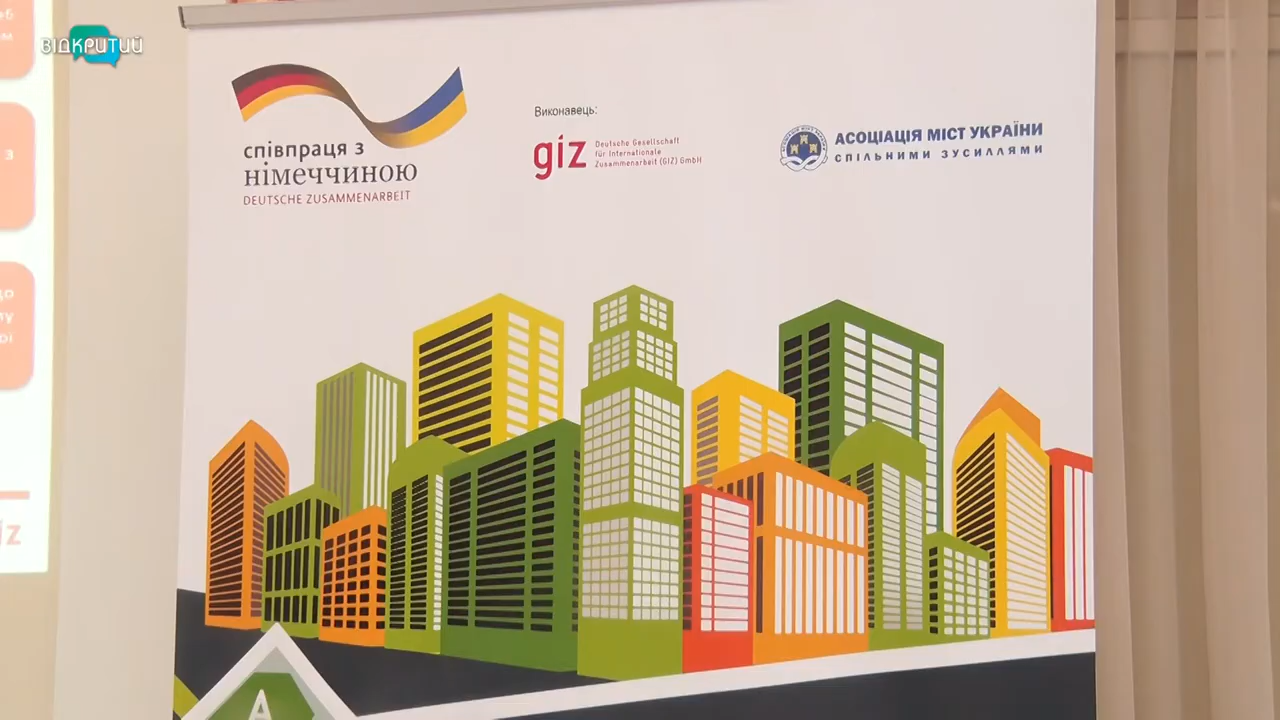 ВІДКРИТИЙ
співпраця з
німеччиною
DEUTSCHE ZUSAMMENARBEIT
Виконавець:
giz
Deutsche Gesellschaft
für Internationale
Zusammenarbeit (GIZ) GmbH
АСОЦІАЦІЯ МІСТ УКРАЇНИ
СПІЛЬНИМИ ЗУСИЛЛЯМИ
з
iz
A